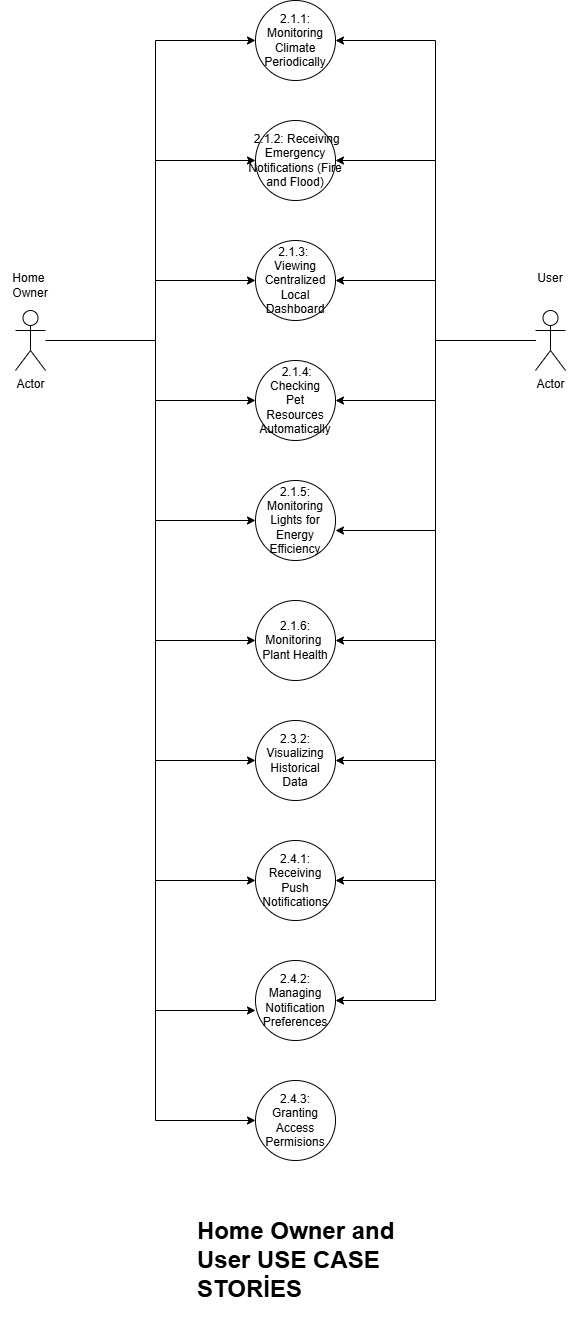 2.1.1:
Monitoring
Climate
Periodically
2.1.2: Receiving
Emergency
Notifications (Fire
and Flood)
2.1.3:
Viewing
Centralized
Local
Dashboard
Home
Owner
User
Actor
Actor
2.1.4:
Checking
Pet
Resources
Automatically
2.1.5:
Monitoring
Lights for
Energy
Efficiency
2.1.6:
Monitoring
Plant Health
2.3.2:
Visualizing
Historical
Data
2.4.1:
Receiving
Push
Notifications
2.4.2:
Managing
Notification
Preferences
2.4.3:
Granting
Access
Permisions
Home Owner and
User USE CASE
STORİES